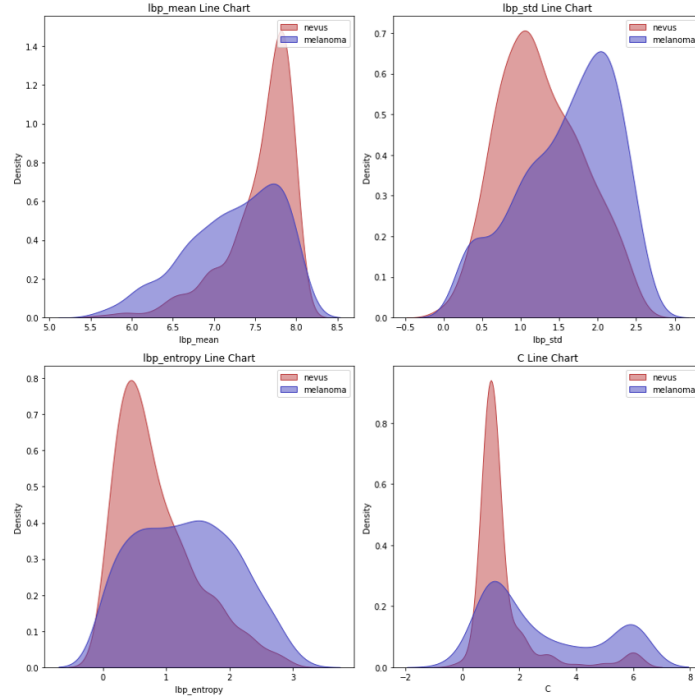 lbp_mean Line Chart
nevus
melanoma
1.4
1.2
1.0
0.8
0.6
0.4
0.2
0.0
Density
5.0 5.5 6.0 6.5 7.0 7.5 8.0 8.5
lbp_mean
lbp_std Line Chart
nevus
melanoma
0.7
0.6
0.5
0.4
0.3
0.2
0.1
0.0
Density
-0.5 0.0 0.5 1.0 1.5 2.0 2.5 3.0
lbp_std
lbp_entropy Line Chart
nevus
melanoma
0.8
0.7
0.6
0.5
0.4
0.3
0.2
0.1
0.0
Density
0 1 2 3
lbp_entropy
C Line Chart
nevus
melanoma
0.8
0.6
0.4
0.2
0.0
Density
−2 0 2 4 6 8
C